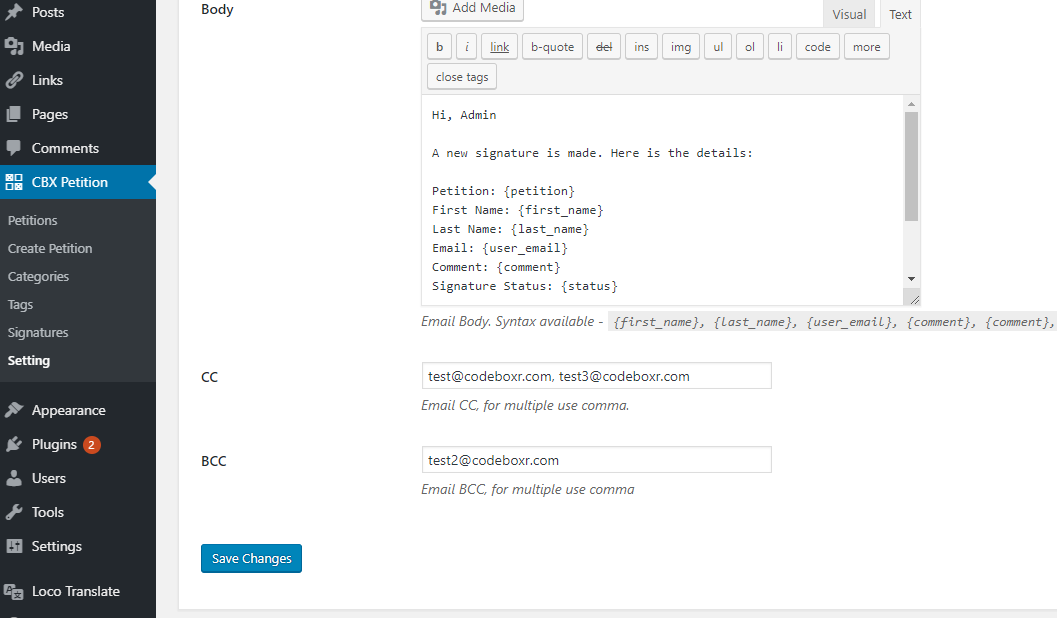 Posts
Media
Links
Pages
Comments
CBX Petition
Petitions
Create Petition
Categories
Tags
Signatures
Setting
Appearance
Plugins 2
Users
Tools
Settings
Loco Translate
Body
Add Media
Visual Text
b i link b-quote del ins img ul ol li code more
close tags
Hi, Admin
A new signature is made. Here is the details:
Petition: {petition}
First Name: {first_name}
Last Name: {last_name}
Email: {user_email}
Comment: {comment}
Signature Status: {status}
Email Body. Syntax available - {first_name}, {last_name}, {user_email}, {comment}, {comment},
CC
test@codeboxr.com, test3@codeboxr.com
Email CC, for multiple use comma.
BCC
test2@codeboxr.com
Email BCC, for multiple use comma
Save Changes